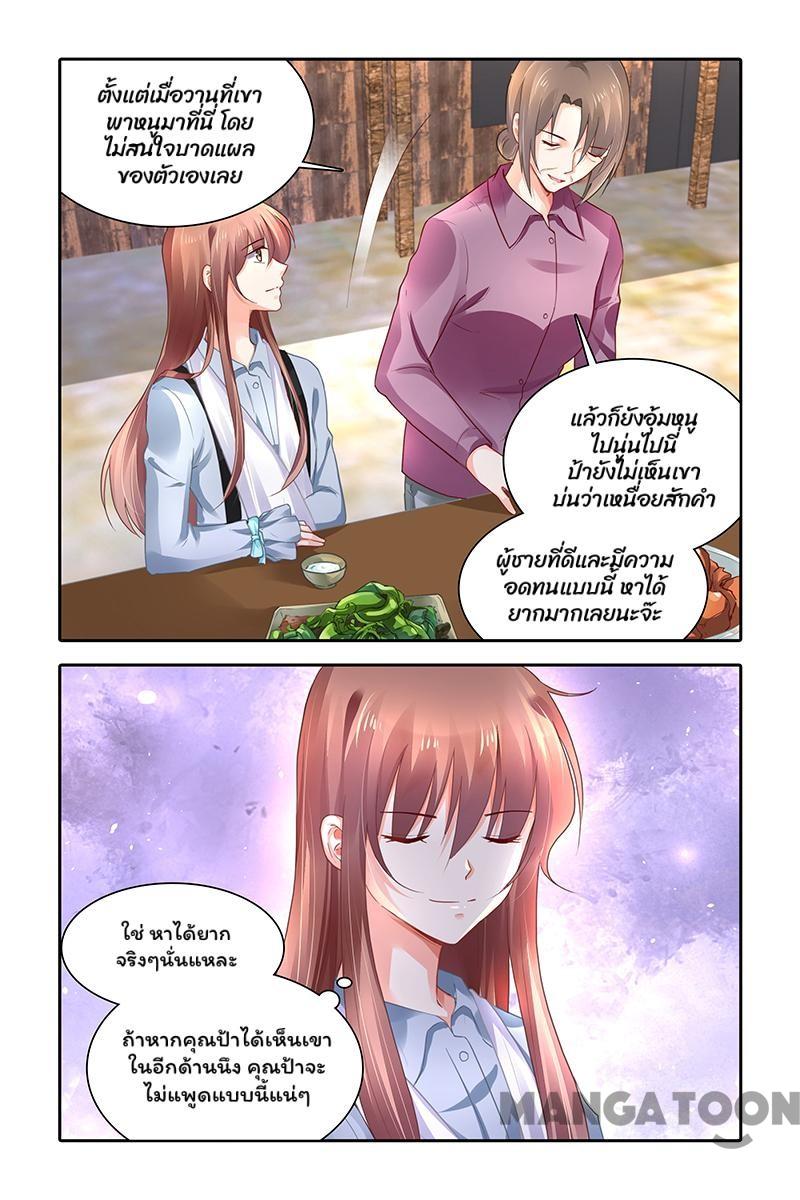 ตั้งแต่เมื่อวานที่เขา
พาหนูมาที่นี่ โดย
ไม่สนใจบาดแผล
ของตัวเองเลย
แล้วก็ยังอุ้มหนู
ไปนู่นไปนี่
ป้ายังไม่เห็นเขา
บ่นว่าเหนื่อยสักคำ
ผู้ชายที่ดีและมีความ
อดทนแบบนี้ หาได้
ยากมากเลยนะจ๊ะ
ใช่ หาได้ยาก
จริงๆนั่นแหละ
ถ้าหากคุณป้าได้เห็นเขา
ในอีกด้านนึง คุณป้าจะ
ไม่แพูดแบบนี้แน่ๆ
MANGATOON